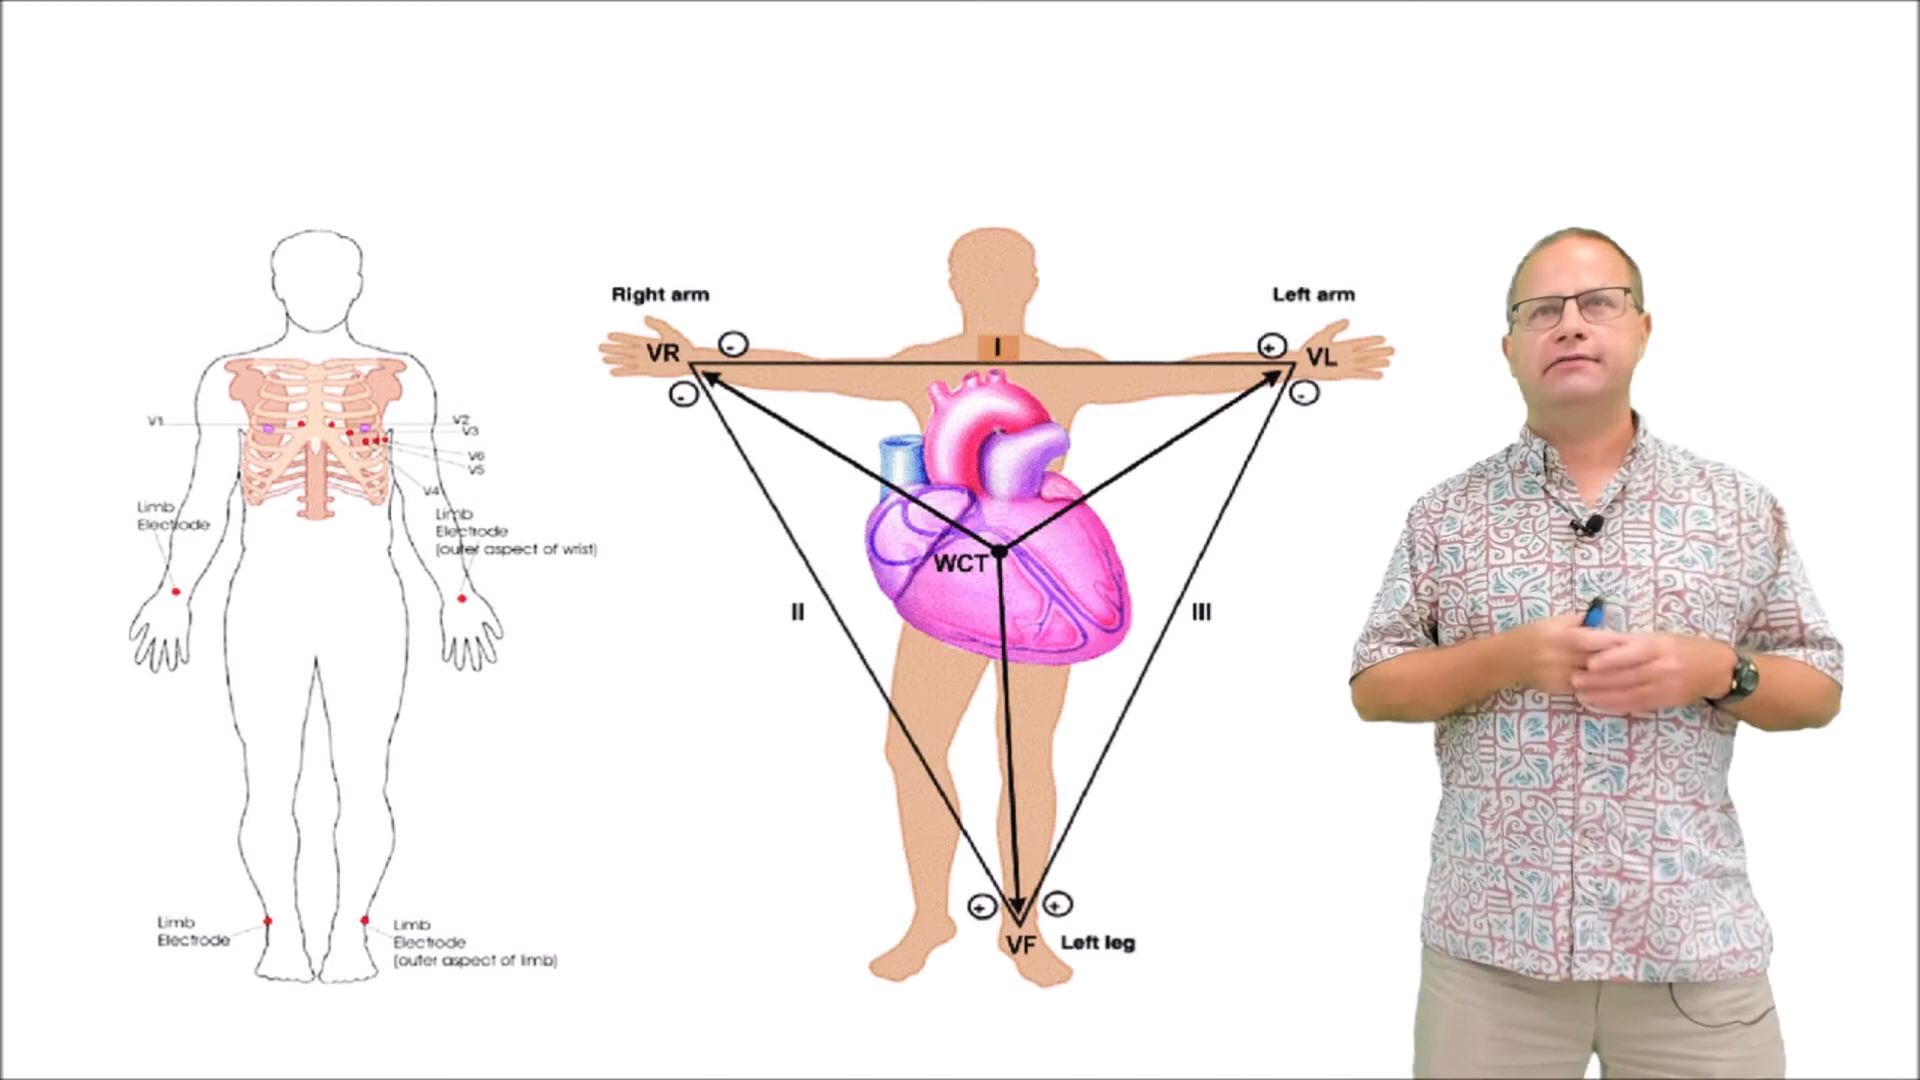 V1
V2
V3
V6
V5
V4
Limb
Electrode
Limb
Electrode
(outer aspect of wrist)
Limb
Electrode
Limb
Electrode
(outer aspect of limb)
Right arm
Left arm
VR
-
I
+
VL
-
-
WCT
II
III
+
+
VF
Left leg